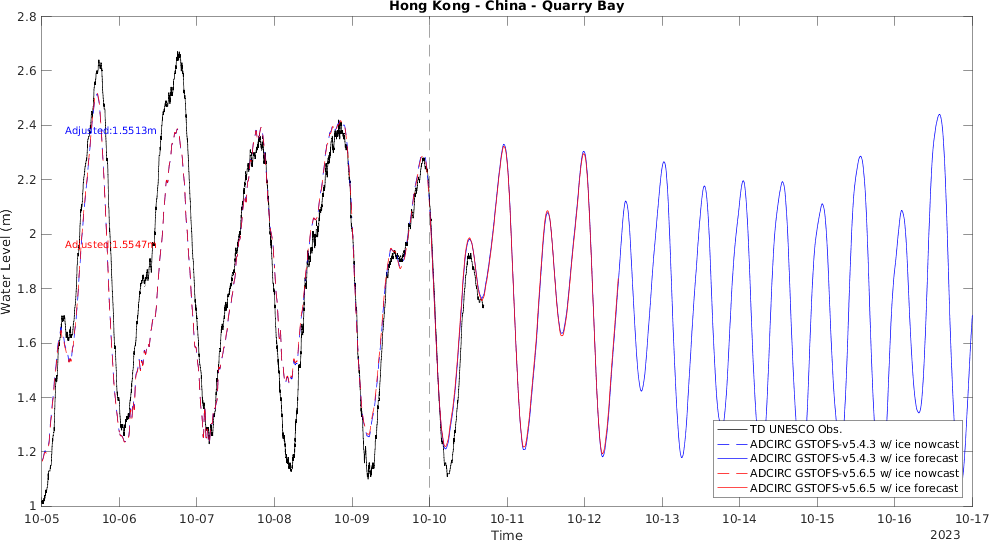 Hong Kong - China - Quarry Bay
2.8
2.6
2.4
2.2
2
1.8
1.6
1.4
1.2
1
Water Level (m)
Adjusted:1.5513m
Adjusted:1.5547m
TD UNESCO Obs.
ADCIRC GSTOFS-v5.4.3 w/ ice nowcast
ADCIRC GSTOFS-v5.4.3 w/ ice forecast
ADCIRC GSTOFS-v5.6.5 w/ ice nowcast
ADCIRC GSTOFS-v5.6.5 w/ ice forecast
10-05 10-06 10-07 10-08 10-09 10-10 10-11 10-12 10-13 10-14 10-15 10-16 10-17
Time
2023